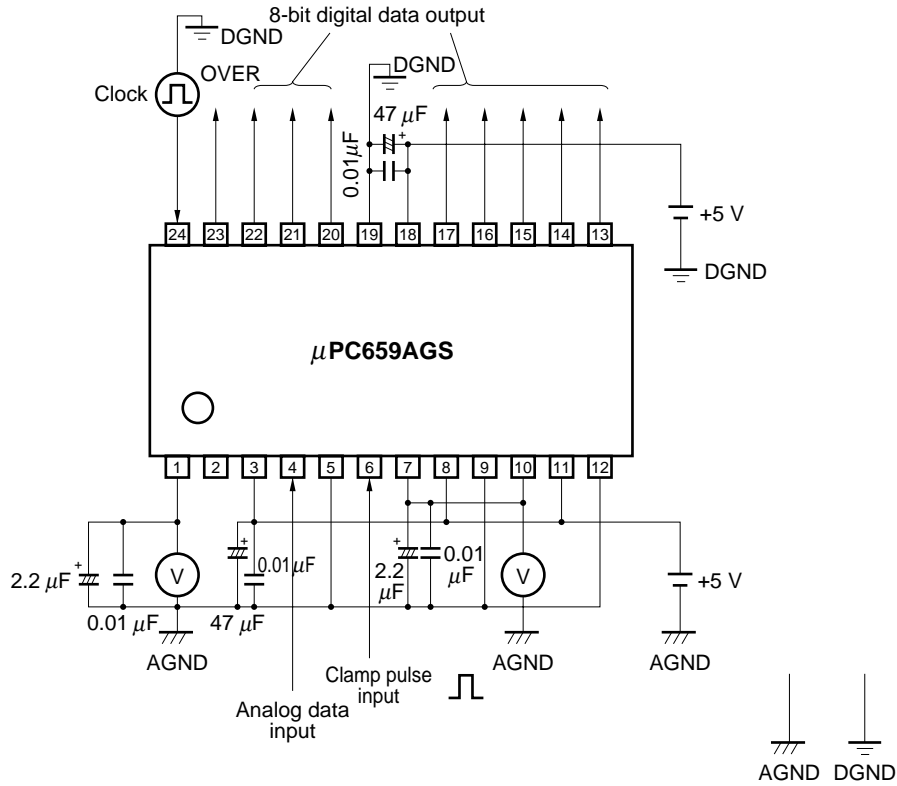 8-bit digital data output
DGND
OVER
Clock
DGND
47 μF
+
0.01μF
+5 V
DGND
24 23 22 21 20 19 18 17 16 15 14 13
μPC659AGS
1 2 3 4 5 6 7 8 9 10 11 12
+
2.2 μF
0.01 μF
V
AGND
+
0.01μF
47 μF
+
2.2
μF
0.01
μF
V
AGND
+5 V
AGND
Analog data
input
Clamp pulse
input
AGND
DGND